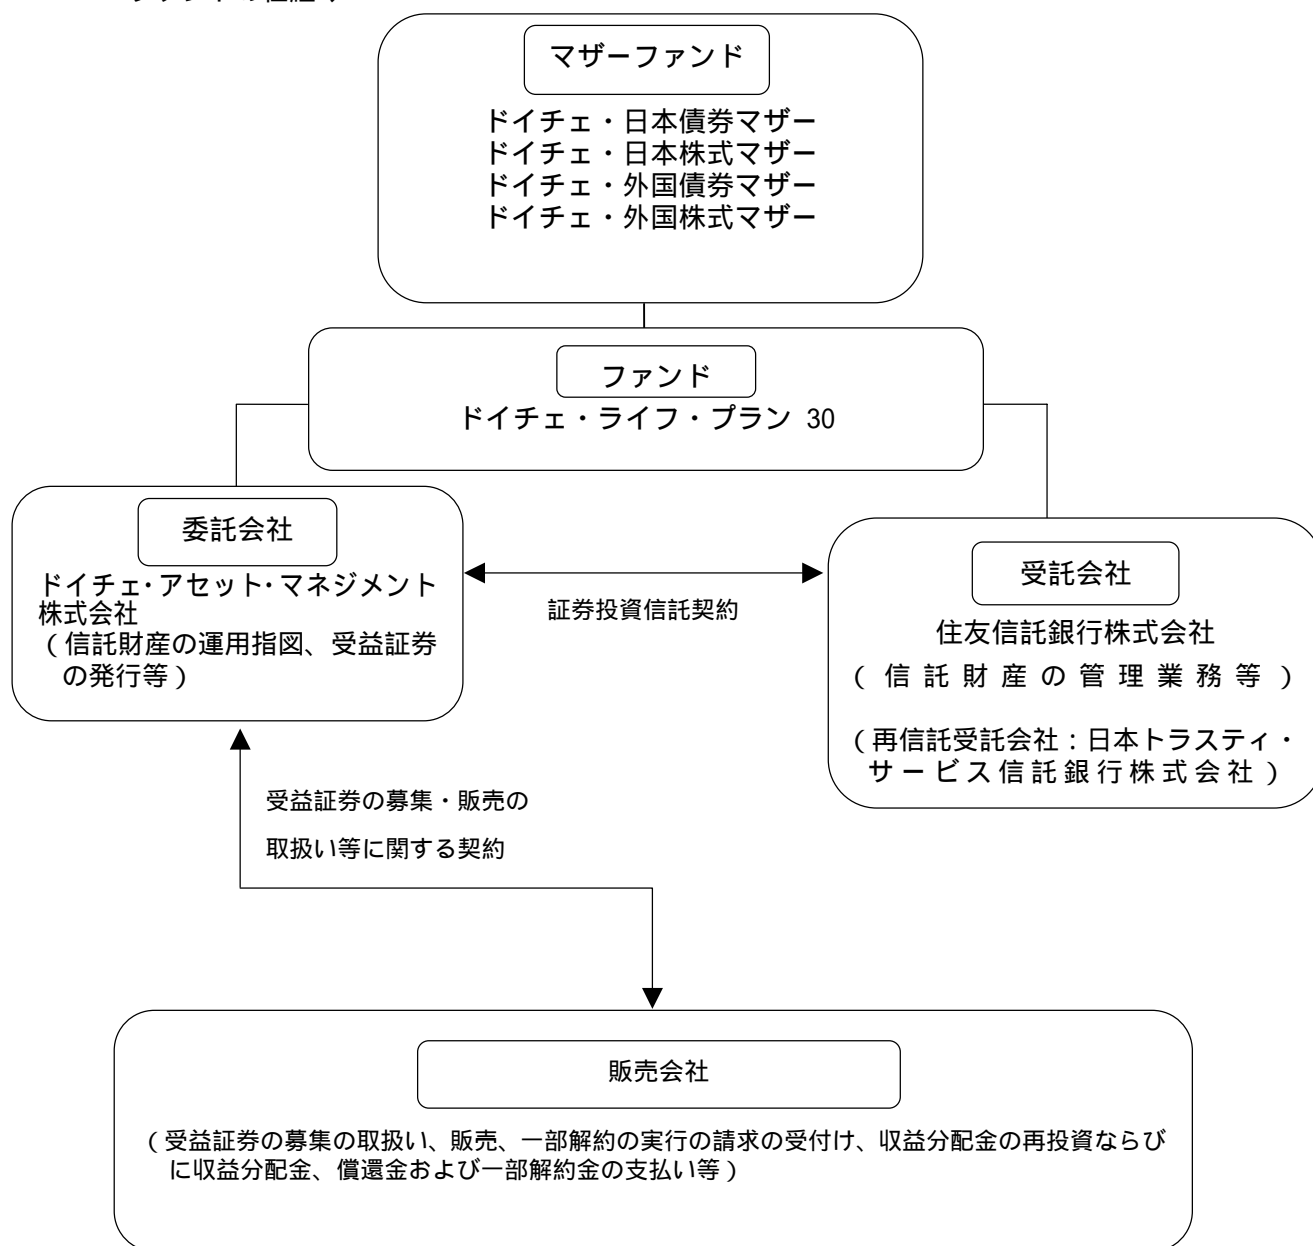 マザーファンド
ドイチェ・日本債券マザー
ドイチェ・日本株式マザー
ドイチェ・外国債券マザー
ドイチェ・外国株式マザー
ファンド
ドイチェ・ライフ・プラン 30
委託会社
ドイチェ・アセット・マネジメント
株式会社
(信託財産の運用指図、受益証券
の発行等)
証券投資信託契約
受託会社
住友信託銀行株式会社
(信託財産の管理業務等)
(再信託受託会社:日本トラスティ・
サービス信託銀行株式会社)
受益証券の募集・販売の
取扱い等に関する契約
販売会社
(受益証券の募集の取扱い、販売、一部解約の実行の請求の受付け、収益分配金の再投資ならび
に収益分配金、償還金および一部解約金の支払い等)